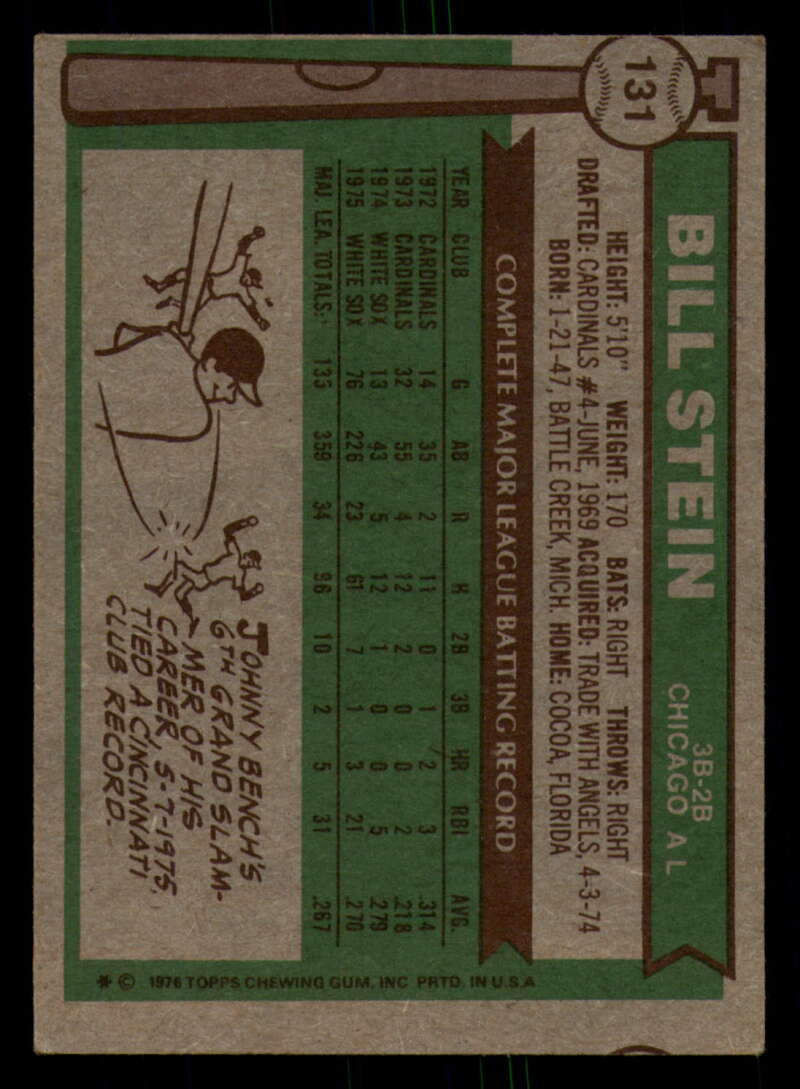 131
BILL STEIN
3B-2B
CHICAGO A L
HEIGHT: 5'10" WEIGHT: 170 BATS: RIGHT THROWS: RIGHT
DRAFTED: CARDINALS #4-JUNE, 1969 ACQUIRED: TRADE WITH ANGELS, 4-3-74
BORN: 1-21-47, BATTLE CREEK, MICH. HOME: COCOA, FLORIDA
COMPLETE MAJOR LEAGUE BATTING RECORD
YEAR CLUB G AB R H 2B 3B HR RBI AVG.
1972 CARDINALS 14 35 2 11 0 1 2 3 .314
1973 CARDINALS 32 55 4 12 2 0 0 2 .218
1974 WHITE SOX 13 43 5 12 1 0 0 5 .279
1975 WHITE SOX 76 226 23 61 7 1 3 21 .270
MAJ. LEA. TOTALS: 135 359 34 96 10 2 5 31 .267
JOHNNY BENCH'S
6TH GRAND SLAM-
MER OF HIS
CAREER, 5-7-1975,
TIED A CINCINNATI
CLUB RECORD.
* © 1976 TOPPS CHEWING GUM, INC PRTD. IN U.S.A